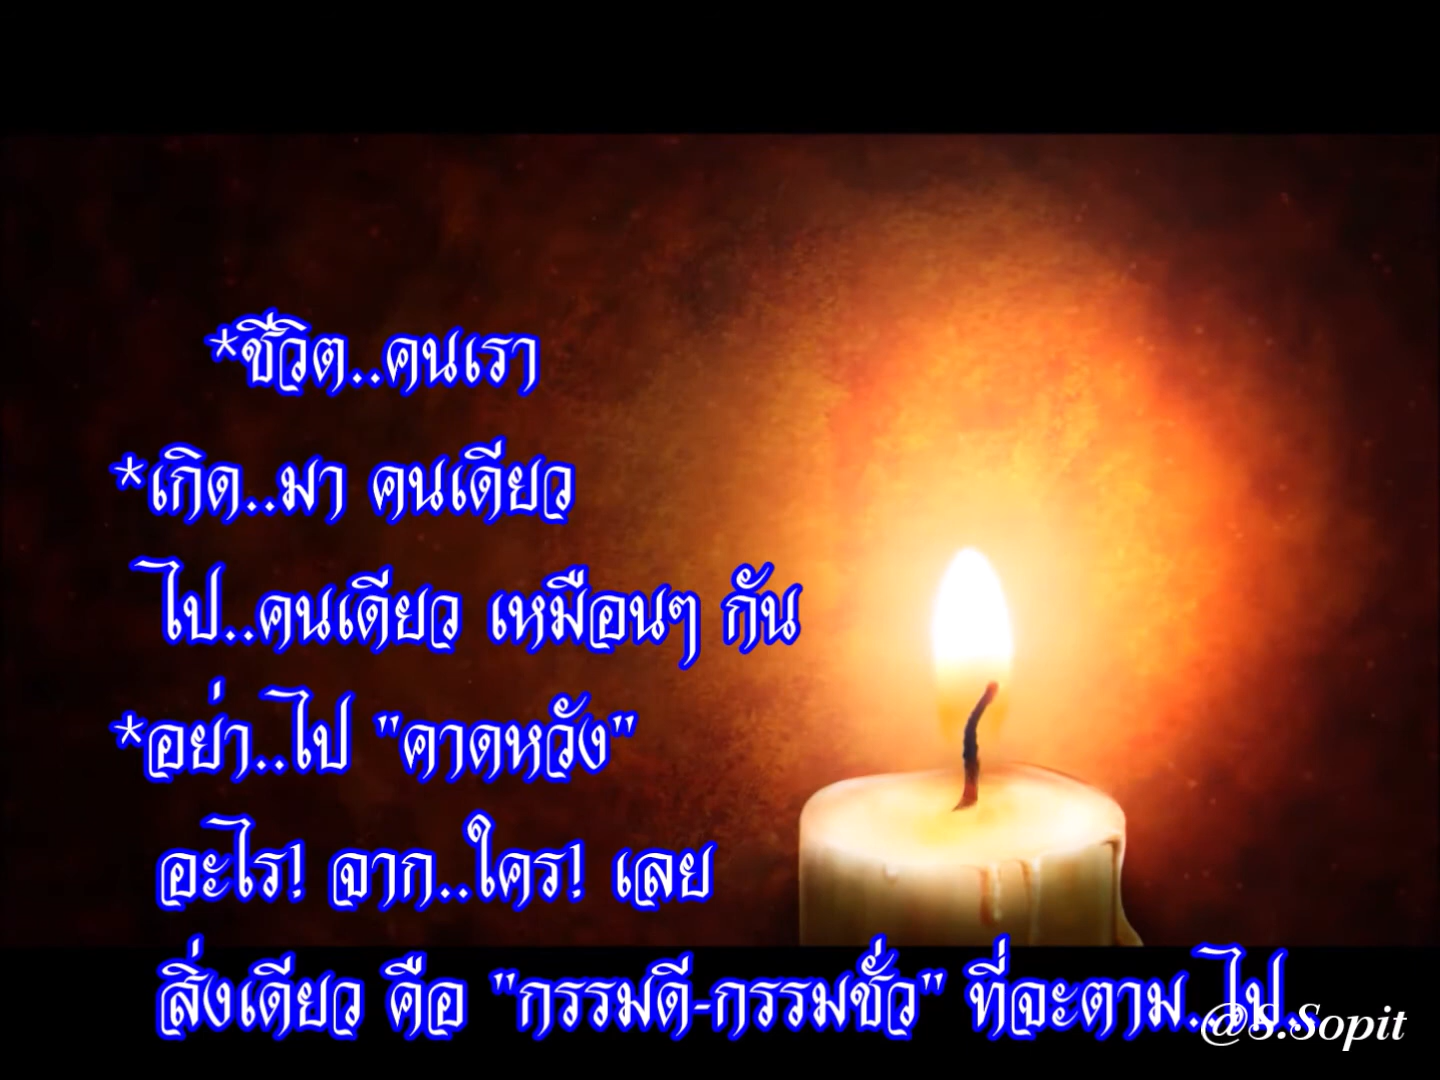 *ชีวิต..คนเรา
*เกิด..มา คนเดียว
ไป..คนเดียว เหมือนๆ กัน
*อย่า..ไป "คาดหวัง"
อะไร! จาก..ใคร! เลย
สิ่งเดียว คือ "กรรมดี-กรรมชั่ว" ที่จะตาม..ไป..
@S.Sopit